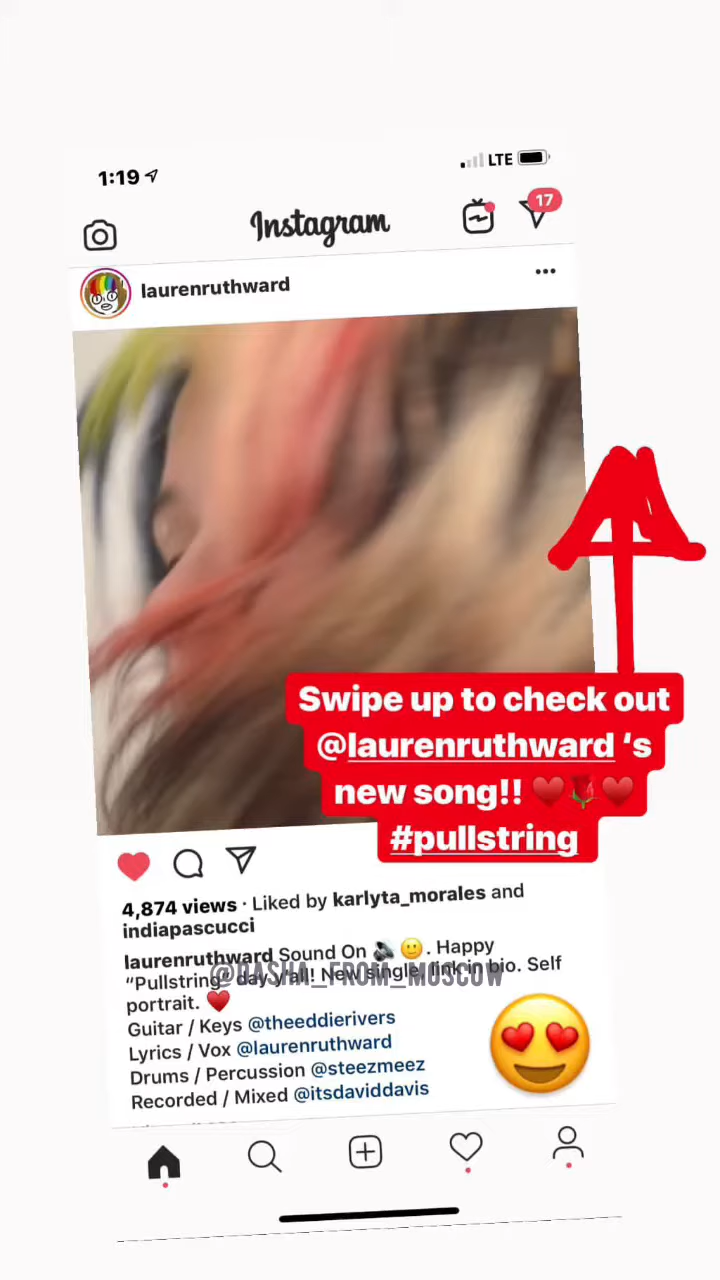 1:19
LTE
Instagram
17
laurenruthward
Swipe up to check out
@laurenruthward ‘s
new song!! ♥️🌹♥️
#pullstring
4,874 views · Liked by karlyta_morales and
indiapascucci
laurenruthward Sound On 🔊🙂. Happy
“Pullstring” day y'all! New single, link in bio. Self
portrait. ♥️
@DASHA_FROM_MOSCOW
Guitar / Keys @theeddierivers
Lyrics / Vox @laurenruthward
Drums / Percussion @steezmeez
Recorded / Mixed @itsdaviddavis